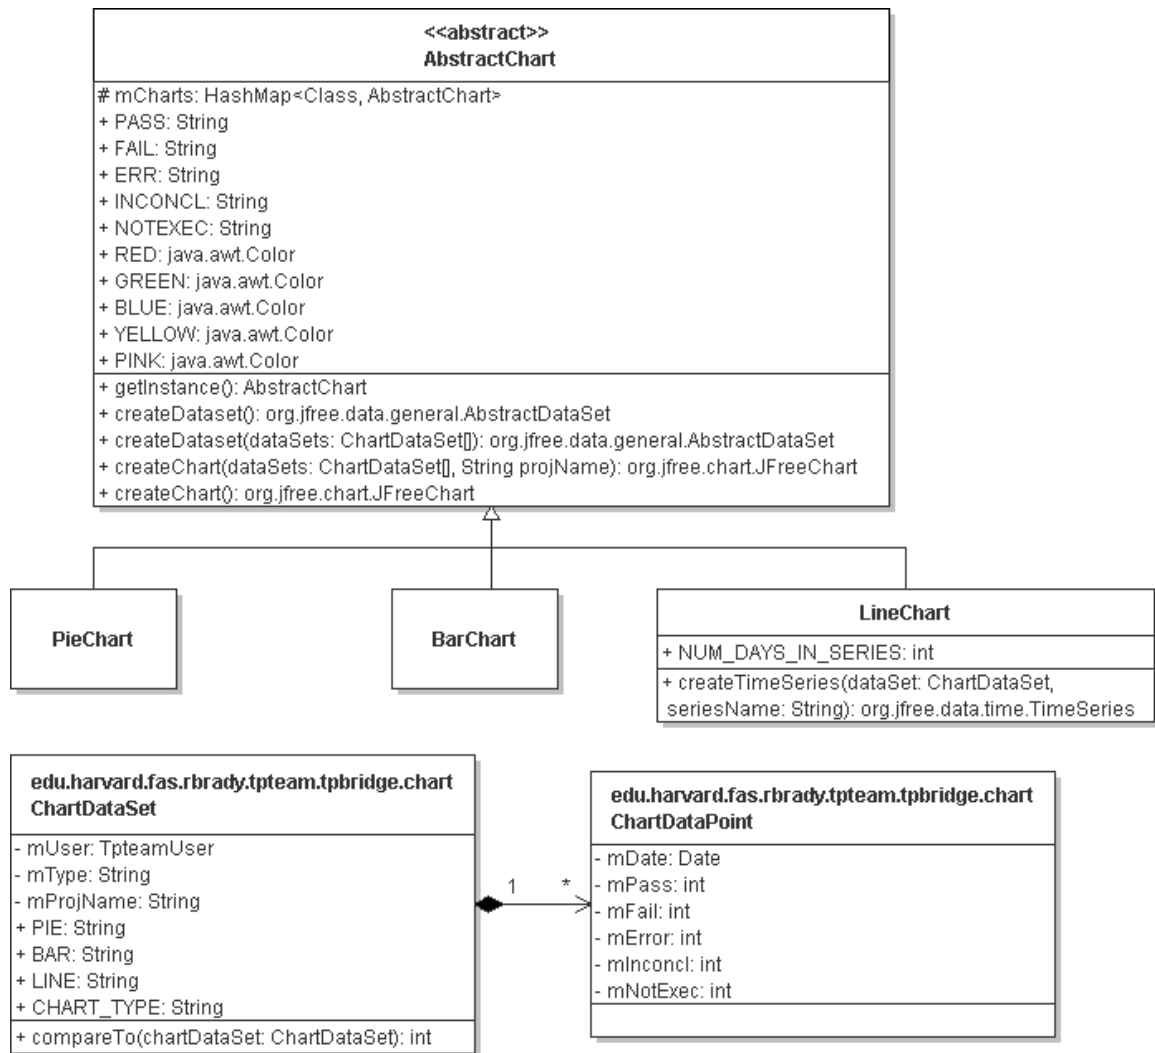 <<abstract>>
AbstractChart
# mCharts: HashMap<Class, AbstractChart>
+ PASS: String
+ FAIL: String
+ ERR: String
+ INCONCL: String
+ NOTEXEC: String
+ RED: java.awt.Color
+ GREEN: java.awt.Color
+ BLUE: java.awt.Color
+ YELLOW: java.awt.Color
+ PINK: java.awt.Color
+ getInstance(): AbstractChart
+ createDataset(): org.jfree.data.general.AbstractDataSet
+ createDataset(dataSets: ChartDataSet[]): org.jfree.data.general.AbstractDataSet
+ createChart(dataSets: ChartDataSet[], String projName): org.jfree.chart.JFreeChart
+ createChart(): org.jfree.chart.JFreeChart
PieChart
BarChart
LineChart
+ NUM_DAYS_IN_SERIES: int
+ createTimeSeries(dataSet: ChartDataSet,
seriesName: String): org.jfree.data.time.TimeSeries
edu.harvard.fas.rbrady.tpteam.tpbridge.chart
ChartDataSet
- mUser: TpteamUser
- mType: String
- mProjName: String
+ PIE: String
+ BAR: String
+ LINE: String
+ CHART_TYPE: String
+ compareTo(chartDataSet: ChartDataSet): int
1
*
edu.harvard.fas.rbrady.tpteam.tpbridge.chart
ChartDataPoint
- mDate: Date
- mPass: int
- mFail: int
- mError: int
- mInconcl: int
- mNotExec: int